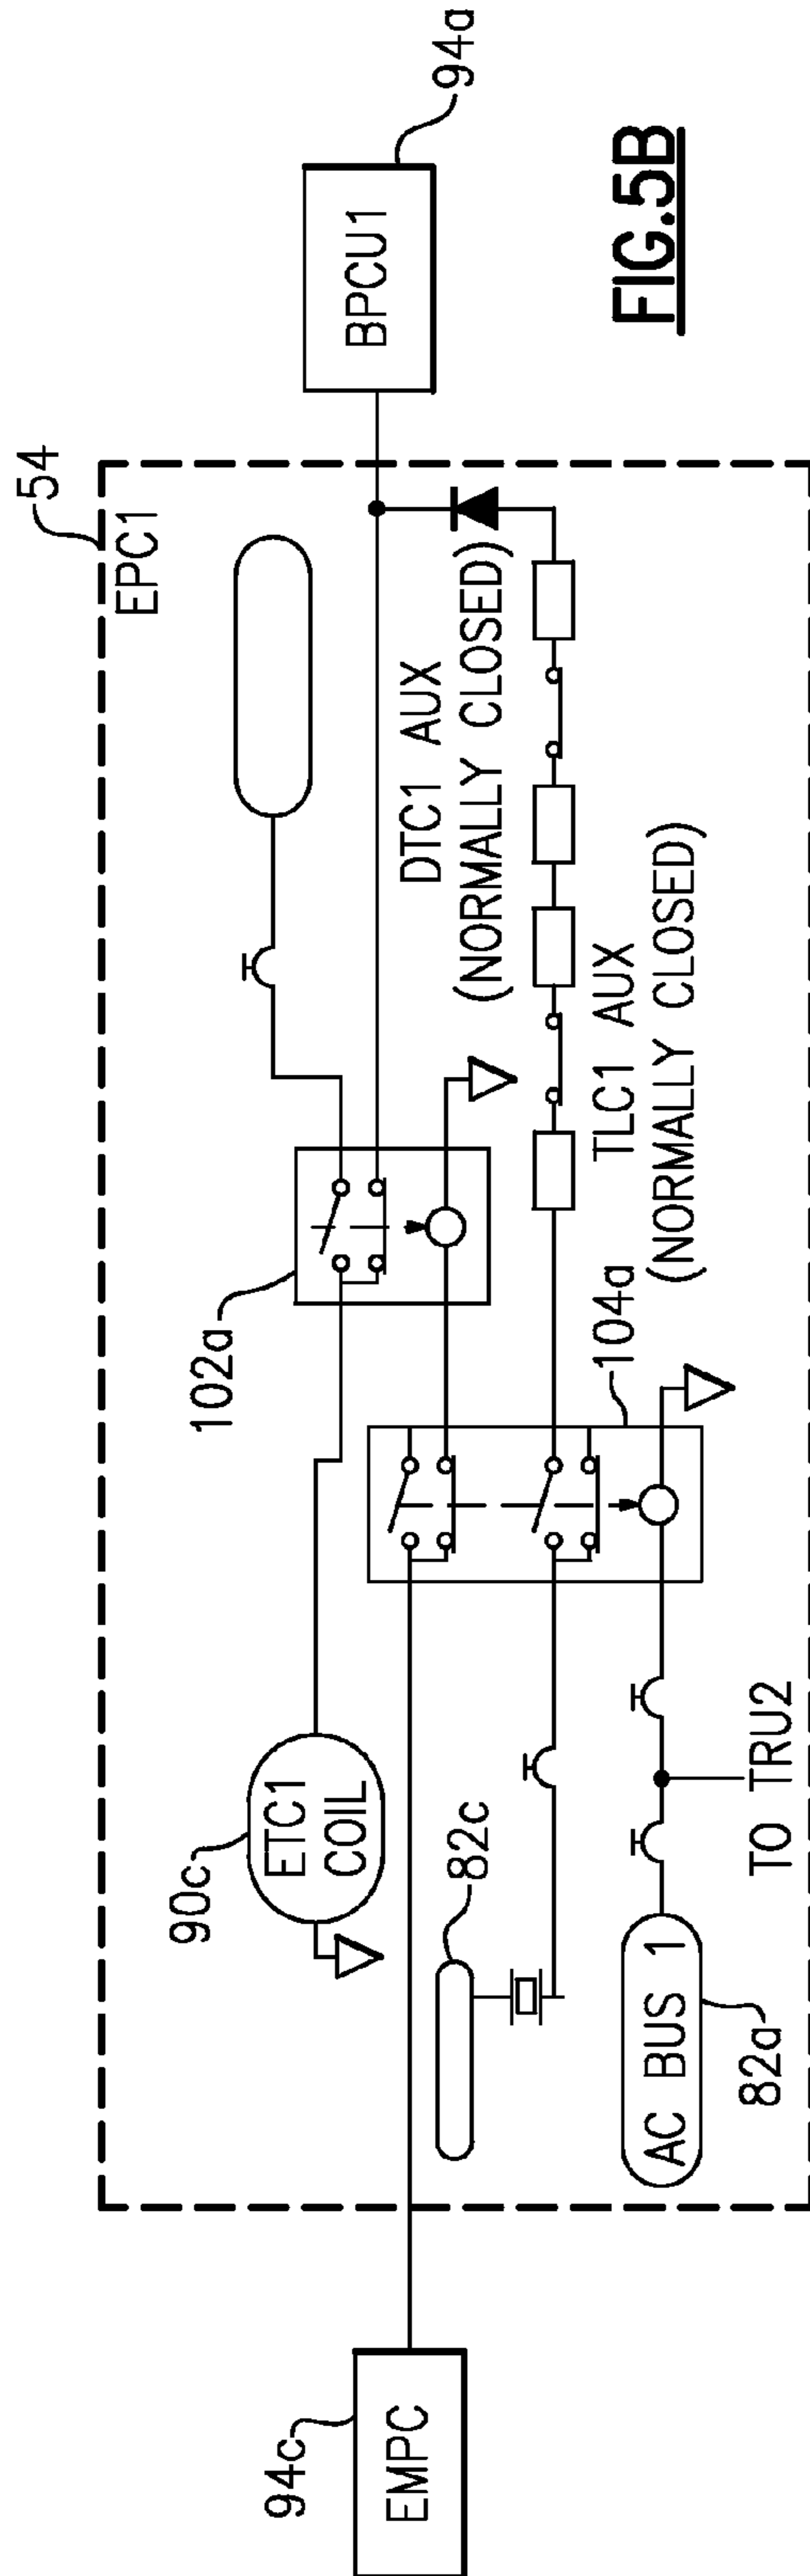 54
EPC1
BPCU1
94a
FIG.5B
102a
DTC1 AUX
(NORMALLY CLOSED)
90c
ETC1
COIL
104a
TLC1 AUX
(NORMALLY CLOSED)
82c
AC BUS 1
82a
TO TRU2
94c
EMPC